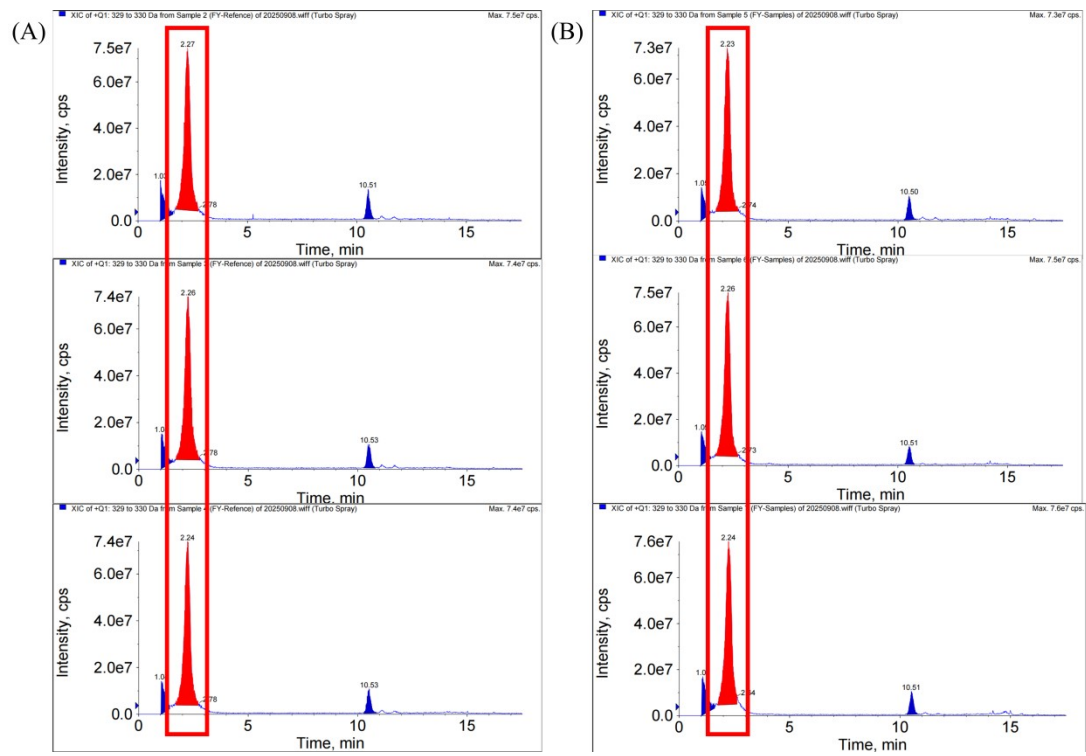 (A)
XIC of +Q1: 329 to 330 Da from Sample 2 (FY-Refence) of 20250908.wiff (Turbo Spray) Max. 7.5e7 cps.
7.5e7
6.0e7
4.0e7
2.0e7
0.0
Intensity, cps
2.27
2.78
10.51
5 10 15
Time, min
XIC of +Q1: 329 to 330 Da from Sample 3 (FY-Refence) of 20250908.wiff (Turbo Spray) Max. 7.4e7 cps.
7.4e7
6.0e7
4.0e7
2.0e7
0.0
Intensity, cps
2.26
2.78
10.53
0 5 10 15
Time, min
XIC of +Q1: 329 to 330 Da from Sample 4 (FY-Refence) of 20250908.wiff (Turbo Spray) Max. 7.4e7 cps.
7.4e7
6.0e7
4.0e7
2.0e7
0.0
Intensity, cps
2.24
2.78
10.53
0 5 10 15
Time, min
(B)
XIC of +Q1: 329 to 330 Da from Sample 5 (FY-Samples) of 20250908.wiff (Turbo Spray) Max. 7.3e7 cps.
7.3e7
6.0e7
4.0e7
2.0e7
0.0
Intensity, cps
2.23
2.74
10.50
0 5 10 15
Time, min
XIC of +Q1: 329 to 330 Da from Sample 6 (FY-Samples) of 20250908.wiff (Turbo Spray) Max. 7.5e7 cps.
7.4e7
6.0e7
4.0e7
2.0e7
0.0
Intensity, cps
2.26
2.73
10.51
0 5 10 15
Time, min
XIC of +Q1: 329 to 330 Da from Sample (FY-Samples) of 20250908.wiff (Turbo Spray) Max. 7.6e7 cps.
7.6e7
6.0e7
4.0e7
2.0e7
0.0
Intensity, cps
2.24
10.51
0 5 10 15
Time, min